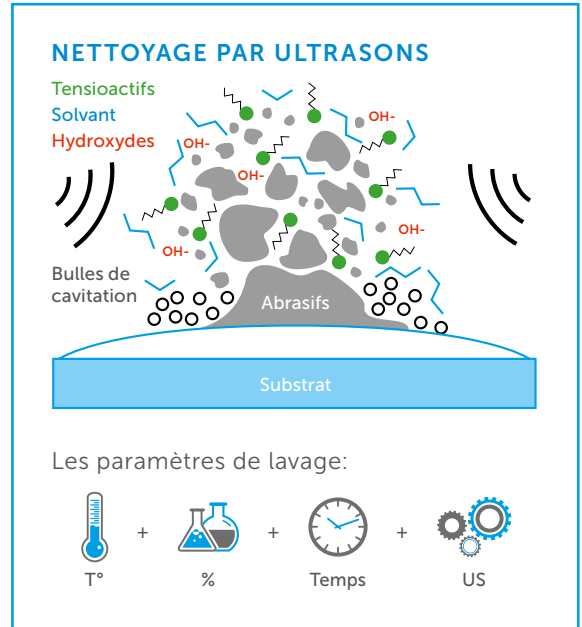 NETTOYAGE PAR ULTRASONS
Tensioactifs
Solvant
Hydroxydes
OH-
OH-
OH-
OH-
OH-
Bulles de
cavitation
Abrasifs
Substrat
Les paramètres de lavage:
+ + +
T° % Temps US